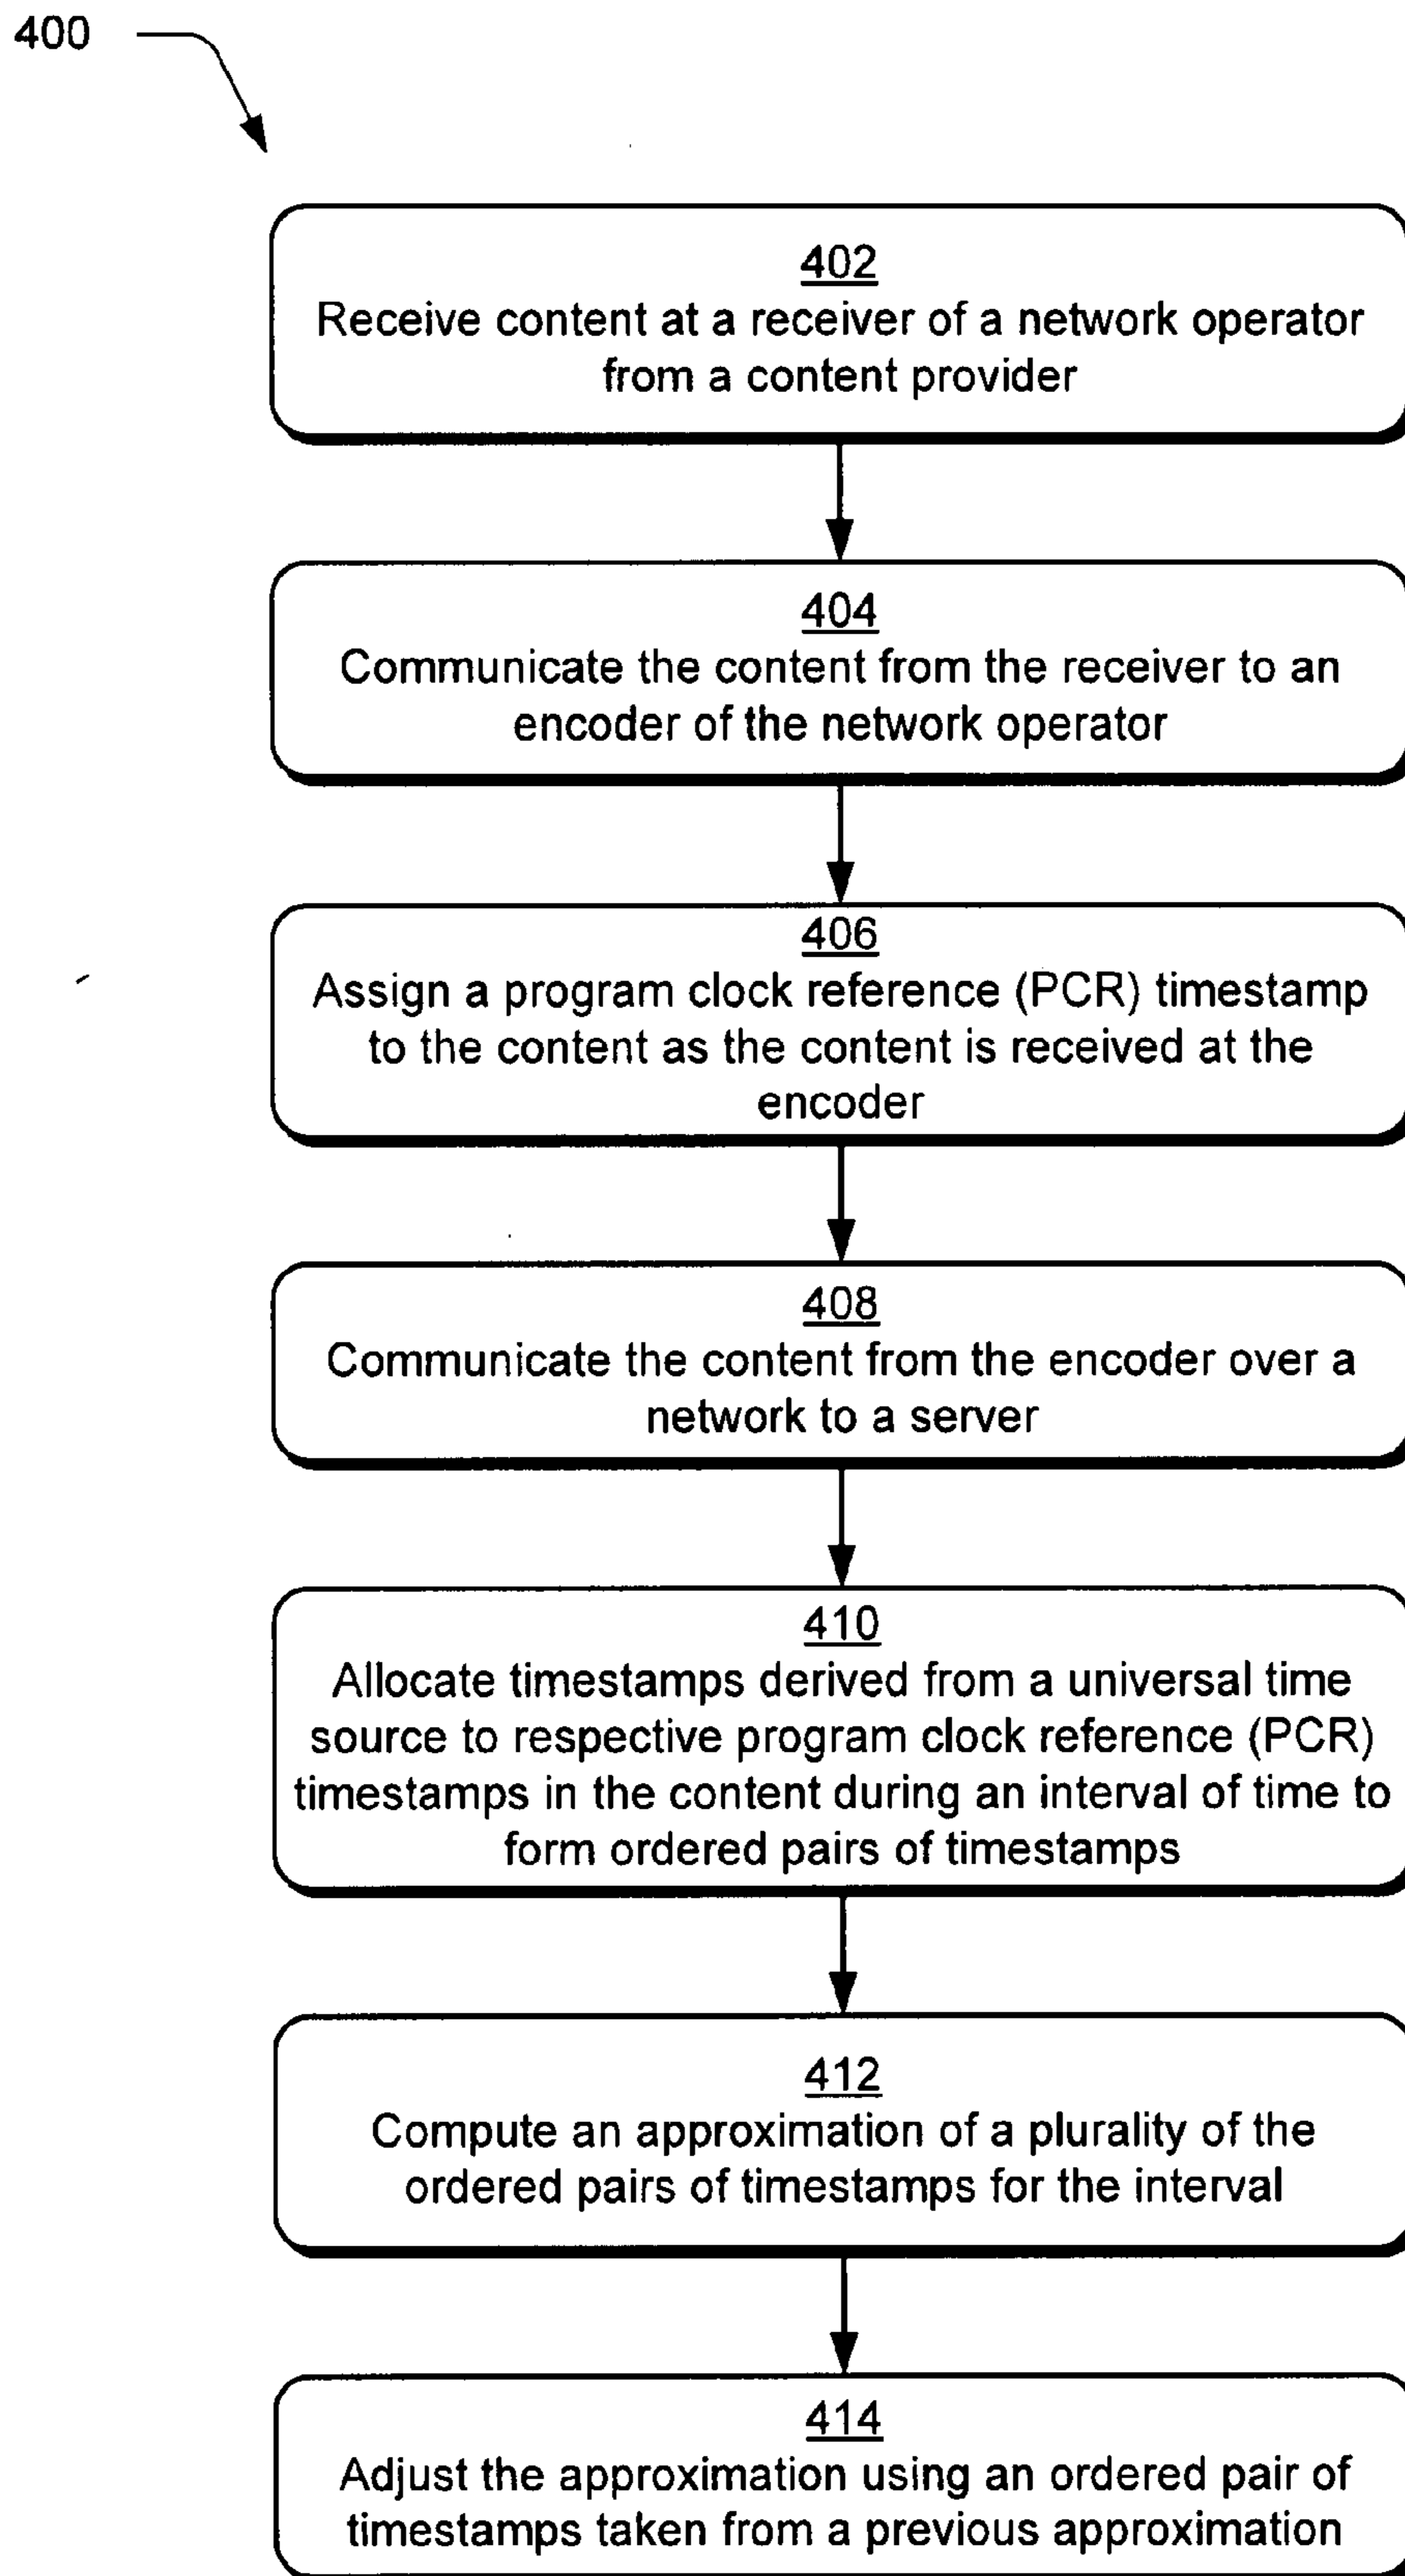 400
402
Receive content at a receiver of a network operator
from a content provider
404
Communicate the content from the receiver to an
encoder of the network operator
406
Assign a program clock reference (PCR) timestamp
to the content as the content is received at the
encoder
408
Communicate the content from the encoder over a
network to a server
410
Allocate timestamps derived from a universal time
source to respective program clock reference (PCR)
timestamps in the content during an interval of time to
form ordered pairs of timestamps
412
Compute an approximation of a plurality of the
ordered pairs of timestamps for the interval
414
Adjust the approximation using an ordered pair of
timestamps taken from a previous approximation